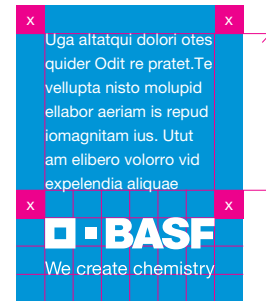 x x
Uga altatqui dolori otes
quider Odit re pratet.Te
vellupta nisto molupid
ellabor aeriam is repud
iomagnitam ius. Utut
am elibero volorro vid
expelendia aliquae
x x
BASF
We create chemistry